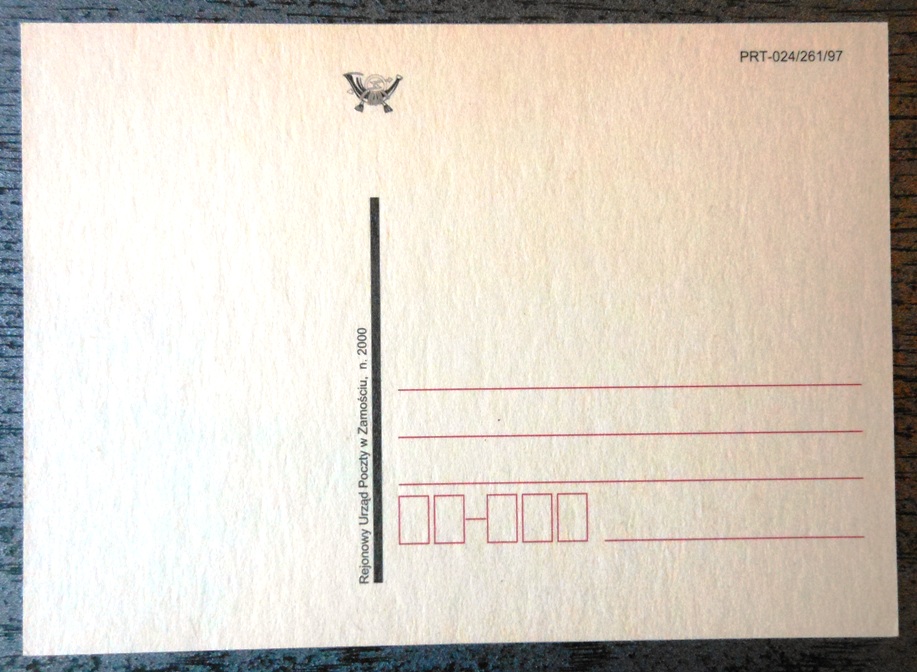 PRT-024/261/97
Rejonowy Urząd Poczty w Zamościu, n. 2000